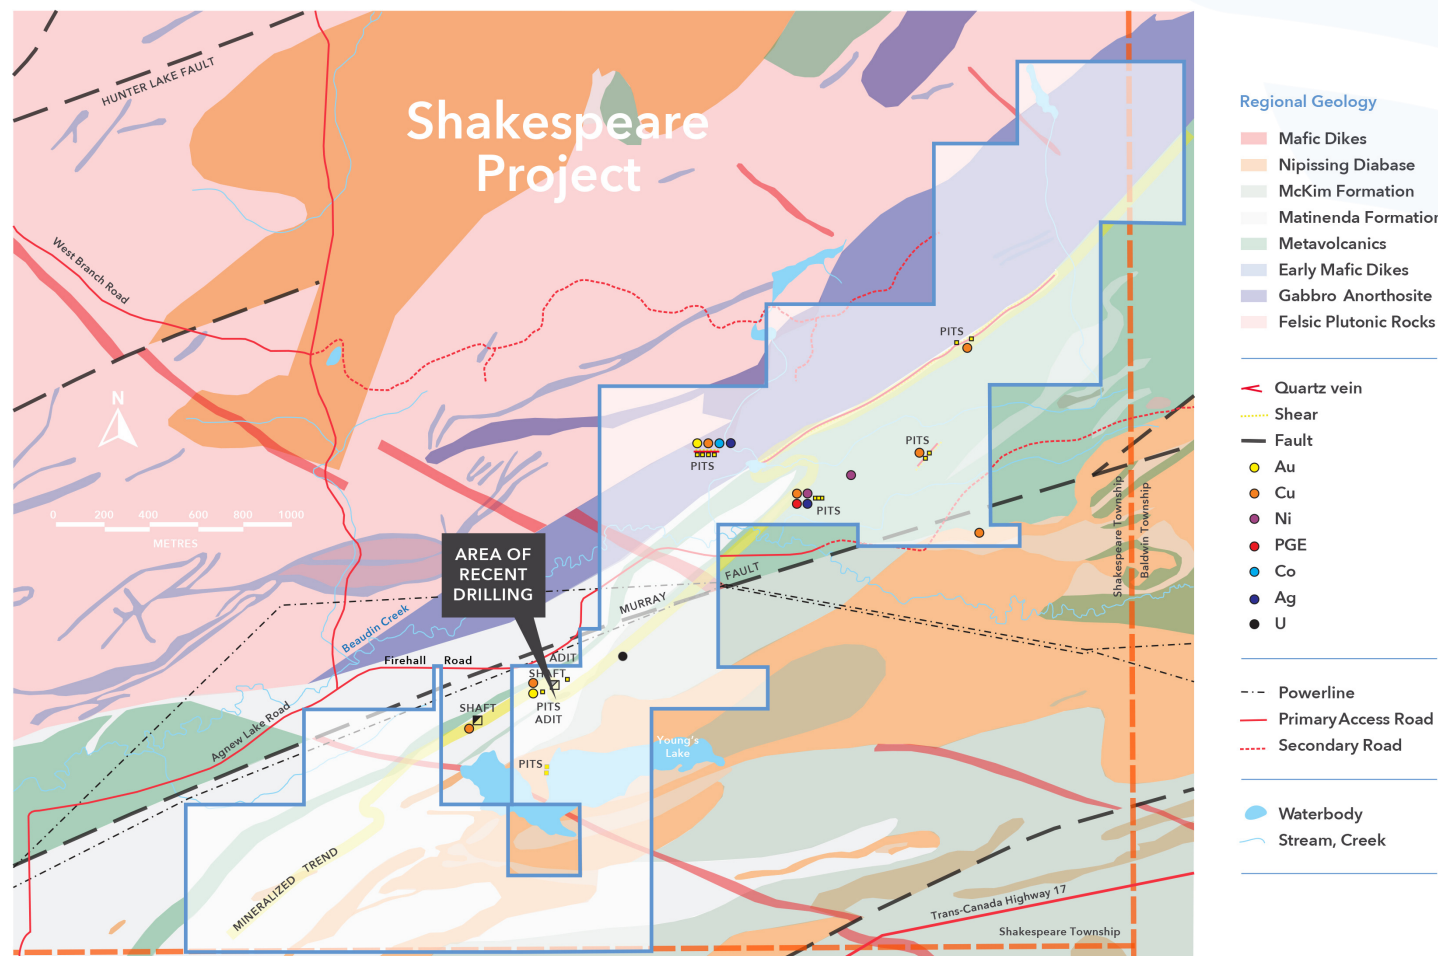 Shakespeare
Project
HUNTER LAKE FAULT
West Branch Road
N
0 200 400 600 800 1000
METRES
PITS
PITS
PITS
PITS
AREA OF
RECENT
DRILLING
FAULT
MURRAY
Beaudin Creek
Firehall Road
ADIT
SHAFT
PITS
ADIT
SHAFT
Agnew Lake Road
PITS
Young's
Lake
MINERALIZED TREND
Shakespeare Township
Baldwin Township
Trans-Canada Highway 17
Shakespeare Township
Regional Geology
Mafic Dikes
Nipissing Diabase
McKim Formation
Matinenda Formation
Metavolcanics
Early Mafic Dikes
Gabbro Anorthosite
Felsic Plutonic Rocks
Quartz vein
Shear
Fault
Au
Cu
Ni
PGE
Co
Ag
U
Powerline
Primary Access Road
Secondary Road
Waterbody
Stream, Creek